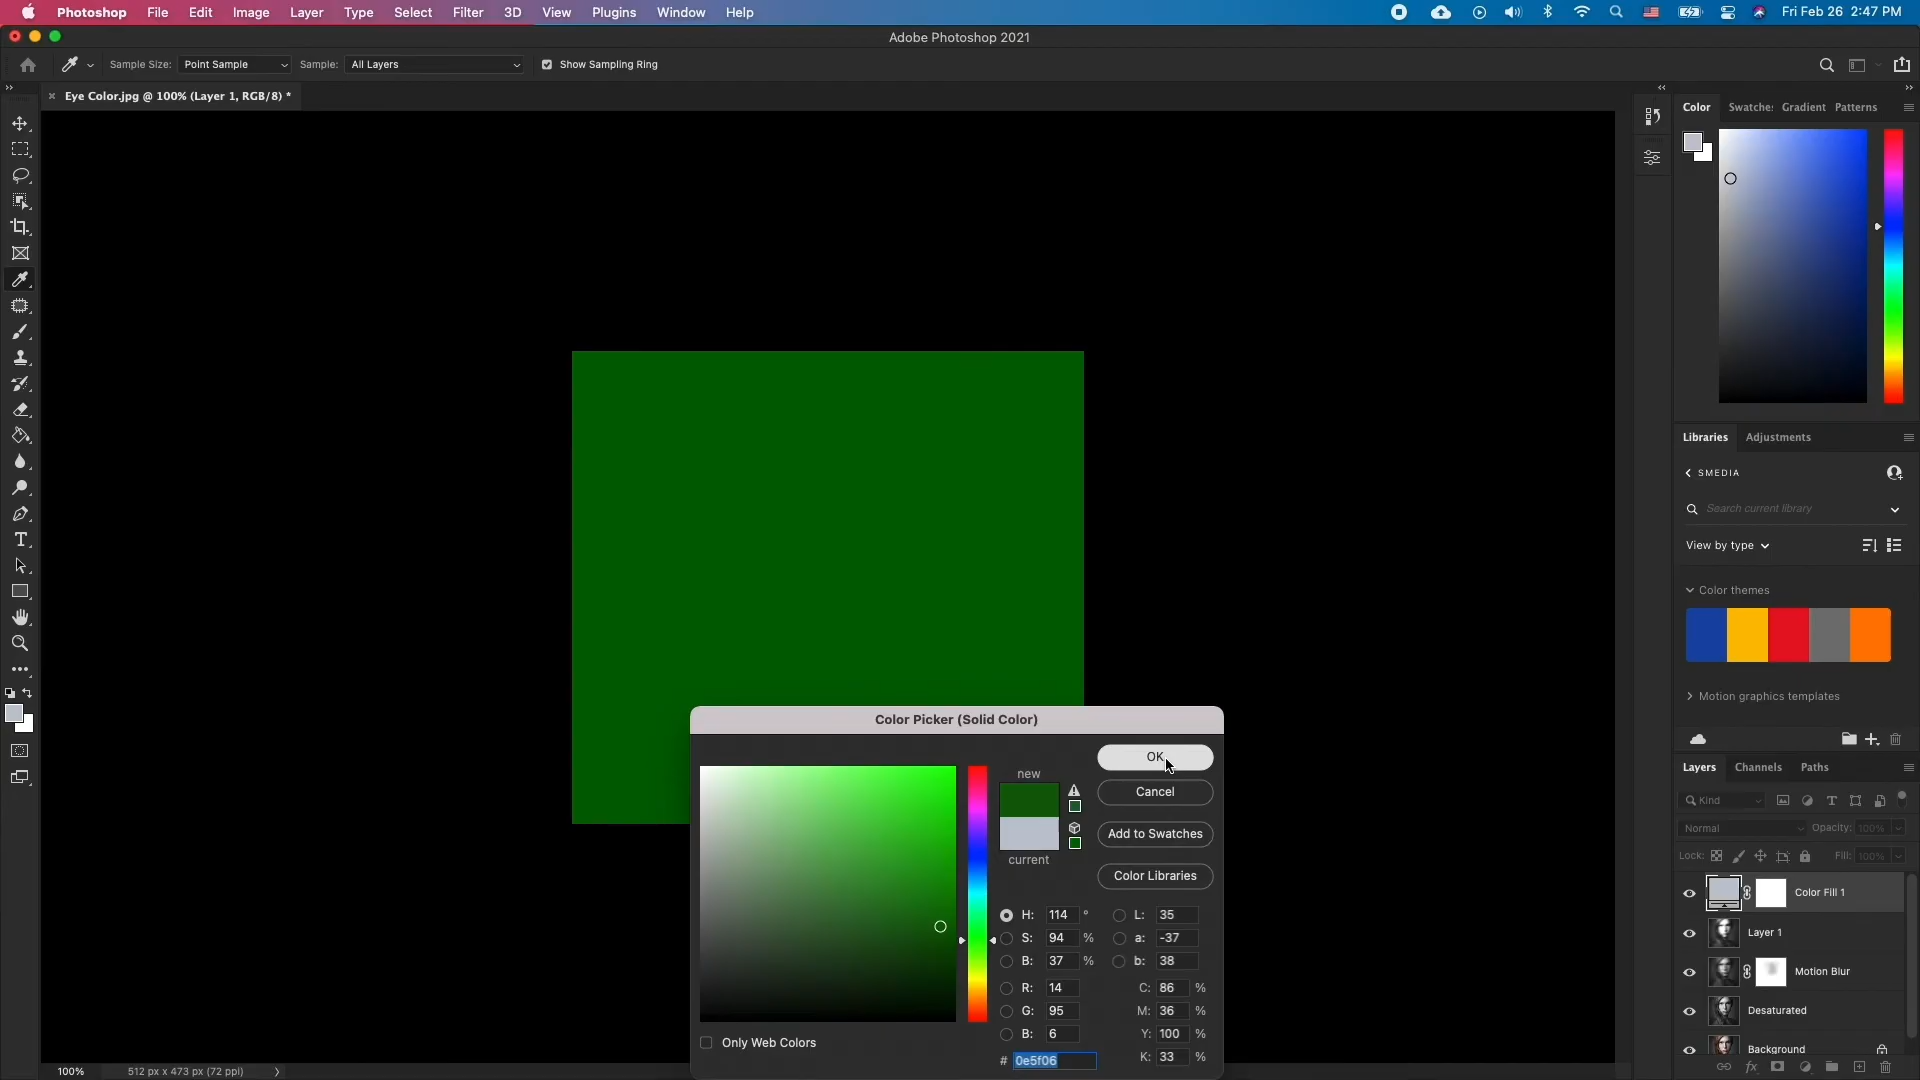 Photoshop File Edit Image Layer Type Select Filter 3D View Plugins Window Help Fri Feb 26 2:47 PM
Adobe Photoshop 2021
Sample Size: Point Sample Sample: All Layers Show Sampling Ring
Eye Color.jpg @ 100% (Layer 1, RGB/8) *
Color Swatche: Gradient Patterns
Libraries Adjustments
SMEDIA
Search current library
View by type
Color themes
Motion graphics templates
Layers Channels Paths
Kind
Normal Opacity: 100%
Lock: Fill: 100%
Color Fill 1
Layer 1
Motion Blur
Desaturated
Background
Color Picker (Solid Color)
new
current
OK
Cancel
Add to Swatches
Color Libraries
H: 114 ° L: 35
S: 94 % a: -37
B: 37 % b: 38
R: 14 C: 86 %
G: 95 M: 36 %
B: 6 Y: 100 %
# 0e5f06 K: 33 %
Only Web Colors
100% 512 px x 473 px (72 ppi)